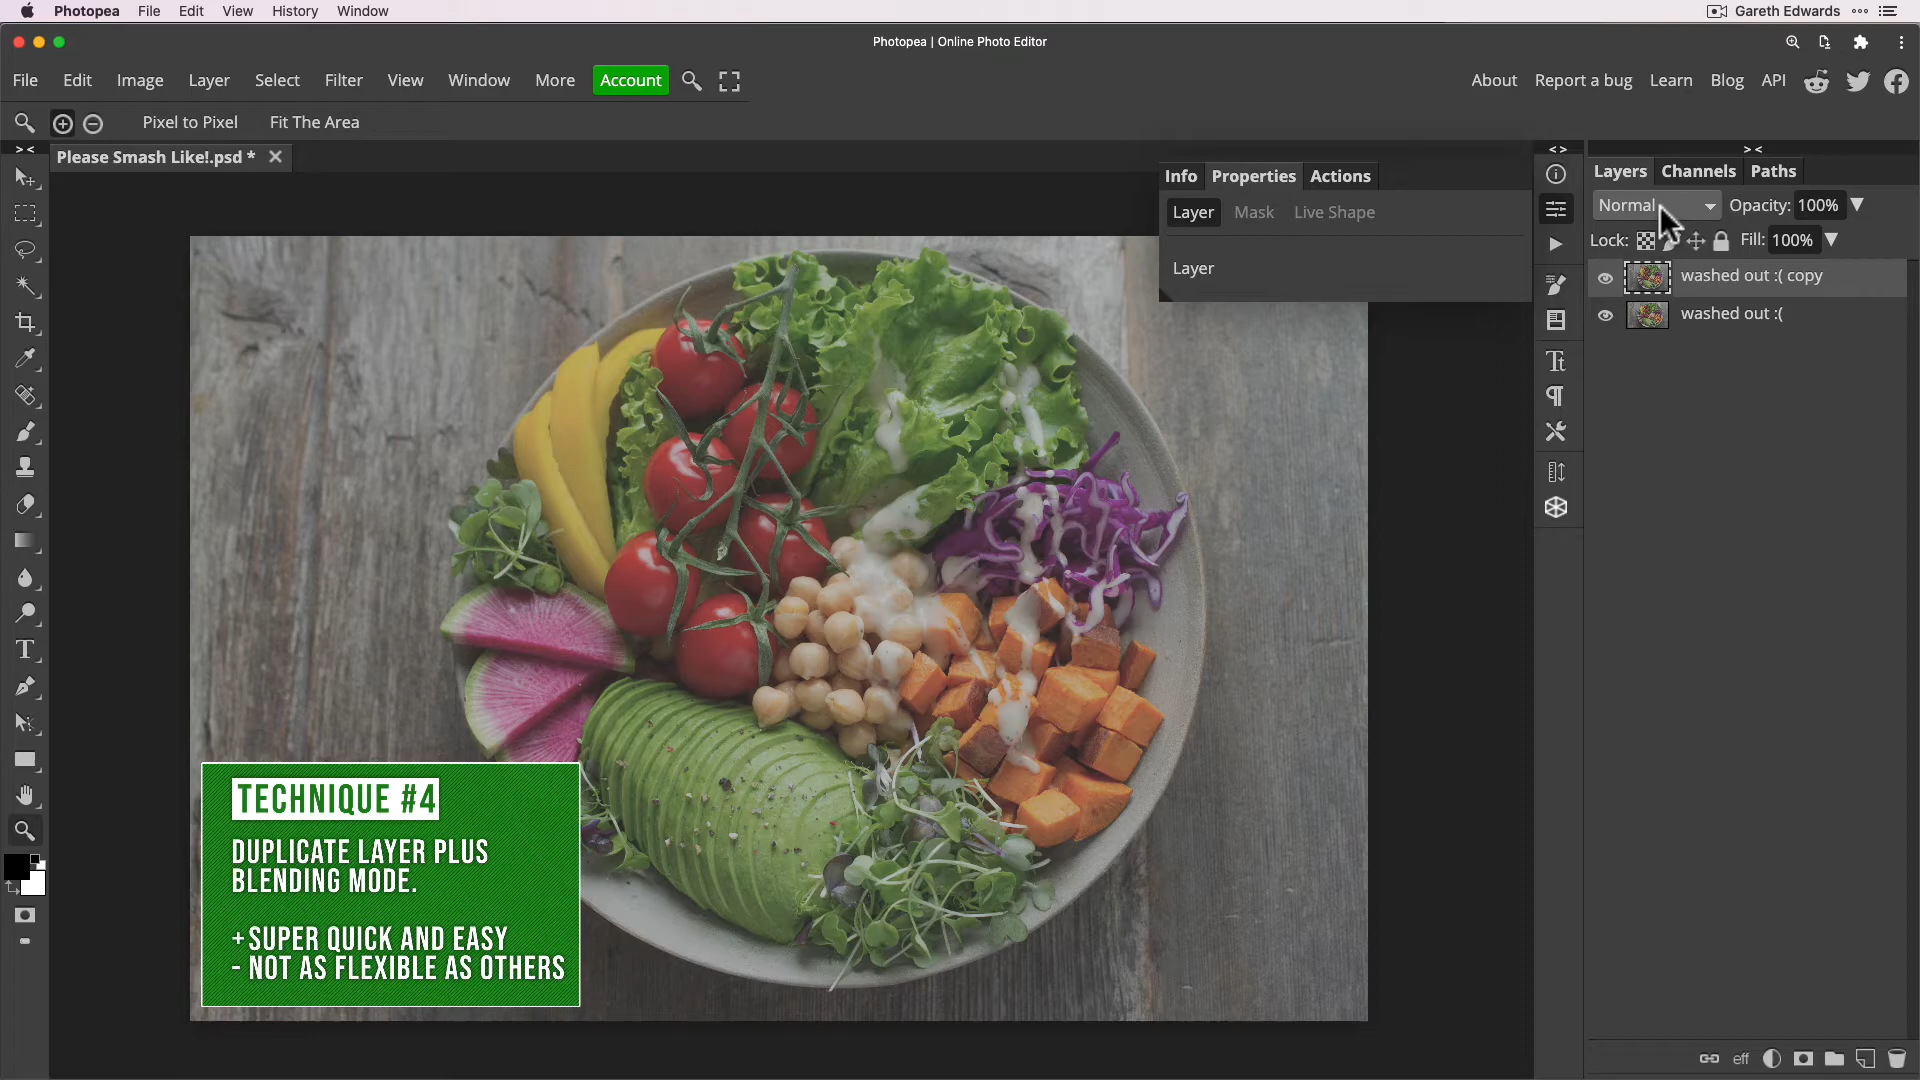 Photopea File Edit View History Window
Gareth Edwards
Photopea | Online Photo Editor
File Edit Image Layer Select Filter View Window More Account
About Report a bug Learn Blog API
Pixel to Pixel Fit The Area
Please Smash Like!.psd * 
Info Properties Actions
Layer Mask Live Shape
Layer
Layers Channels Paths
Normal Opacity: 100%
Lock: Fill: 100%
washed out :( copy
washed out :(
TECHNIQUE #4
DUPLICATE LAYER PLUS
BLENDING MODE.
+ SUPER QUICK AND EASY
- NOT AS FLEXIBLE AS OTHERS
eff